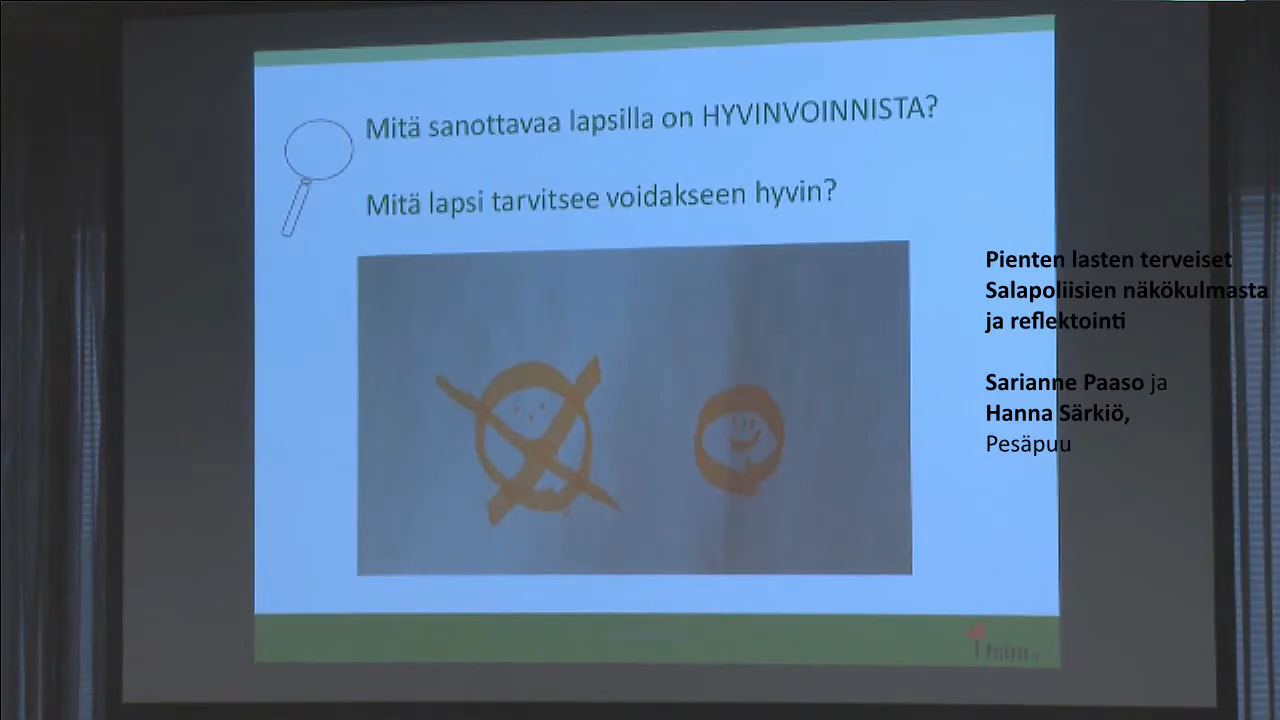 Mitä sanottavaa lapsilla on HYVINVOINNISTA?
Mitä lapsi tarvitsee voidakseen hyvin?
Pienten lasten terveiset
Salapoliisien näkökulmasta
ja reflektointi
Sarianne Paaso ja
Hanna Särkiö,
Pesäpuu